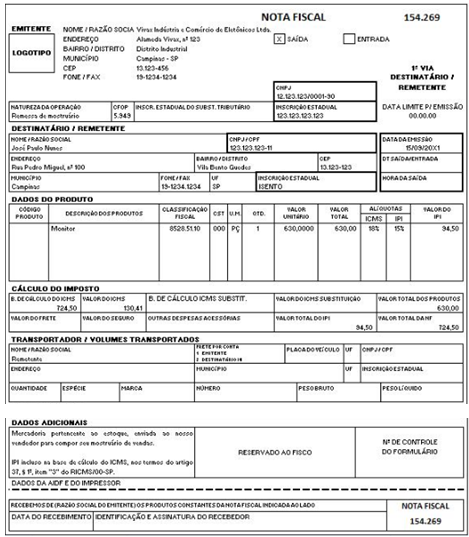 NOTA FISCAL 154.269
EMITENTE NOME / RAZÃO SOCIA Virus Indústria e Comércio de Eletrônicos Ltda.
ENDEREÇO Alameda Virus, nº 123 X SAÍDA ENTRADA
LOGOTIPO BAIRRO / DISTRITO Distrito Industrial
MUNICÍPIO Campinas - SP
CEP 13.123-456
FONE / FAX 19-1234-1234
1ª VIA
DESTINATÁRIO /
REMETENTE
CNPJ
12.123.123/0001-90
NATUREZA DA OPERAÇÃO CFOP INSCR. ESTADUAL DO SUBST. TRIBUTÁRIO INSCRIÇÃO ESTADUAL DATA LIMITE P/ EMISSÃO
Remessa de mostruário 5.949 123.123.123.123 00.00.00
DESTINATÁRIO / REMETENTE
NOME / RAZÃO SOCIAL CNPJ / CPF DATA DA EMISSÃO
José Paulo Nunes 123.123.123-11 15/09/20X1
ENDEREÇO BAIRRO / DISTRITO CEP DT SAÍDA/ENTRADA
Rua Pedro Miguel, nº 100 Vila Bento Guedes 13.123-123
MUNICÍPIO FONE / FAX UF INSCRIÇÃO ESTADUAL HORA DA SAÍDA
Campinas 19-1234.1234 SP ISENTO
DADOS DO PRODUTO
CÓDIGO PRODUTO DESCRIÇÃO DOS PRODUTOS CLASSIFICAÇÃO FISCAL CST U.M. QTD. VALOR UNITÁRIO VALOR TOTAL ALÍQUOTAS ICMS IPI VALOR DO IPI
Monitor 8528.51.10 000 PÇ 1 630,0000 630,00 18% 15% 94,50
CÁLCULO DO IMPOSTO
B. DE CÁLCULO DO ICMS VALOR DO ICMS B. DE CÁLCULO ICMS SUBSTIT. VALOR DO ICMS SUBSTITUIÇÃO VALOR TOTAL DOS PRODUTOS
724,50 130,41 630,00
VALOR DO FRETE VALOR DO SEGURO OUTRAS DESPESAS ACESSÓRIAS VALOR TOTAL DO IPI VALOR TOTAL DA NF
94,50 724,50
TRANSPORTADOR / VOLUMES TRANSPORTADOS
NOME / RAZÃO SOCIAL FRETE POR CONTA PLACA DO VEÍCULO UF CNPJ / CPF
Remetente 1 EMITENTE
2 DESTINATÁRIO
ENDEREÇO MUNICÍPIO UF INSCRIÇÃO ESTADUAL
QUANTIDADE ESPÉCIE MARCA NÚMERO PESO BRUTO PESO LÍQUIDO
DADOS ADICIONAIS
Mercadoria pertencente ao estoque, enviada ao nosso
vendedor para compor seu mostruário de vendas.
IPI incluso na base de cálculo do ICMS, nos termos do artigo
37, § 1º, item "3" do RICMS/00-SP.
RESERVADO AO FISCO
Nº DE CONTROLE
DO FORMULÁRIO
DADOS DA AIDF E DO IMPRESSOR
RECEBEMOS DE (RAZÃO SOCIAL DO EMITENTE) OS PRODUTOS CONSTANTES DA NOTA FISCAL INDICADA AO LADO NOTA FISCAL
DATA DO RECEBIMENTO IDENTIFICAÇÃO E ASSINATURA DO RECEBEDOR 154.269